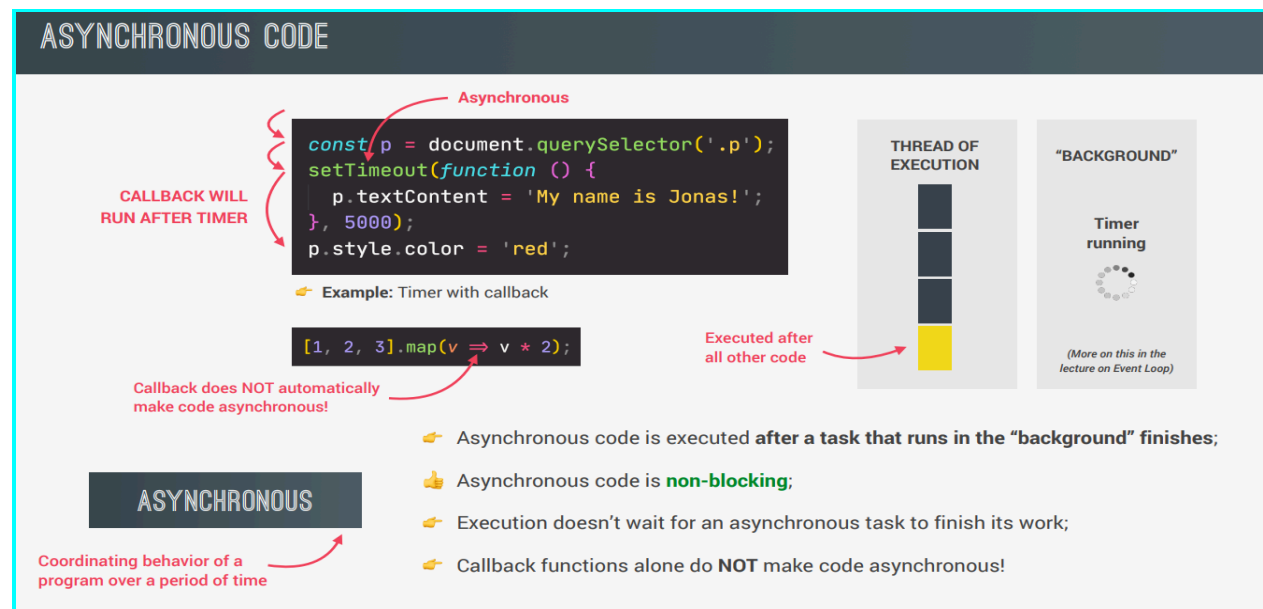 ASYNCHRONOUS CODE
Asynchronous
const p = document.querySelector('.p');
setTimeout(function () {
p.textContent = 'My name is Jonas!';
}, 5000);
p.style.color = 'red';
CALLBACK WILL
RUN AFTER TIMER
👉 Example: Timer with callback
[1, 2, 3].map(v => v * 2);
Callback does NOT automatically
make code asynchronous!
THREAD OF
EXECUTION
Executed after
all other code
“BACKGROUND”
Timer
running
(More on this in the
lecture on Event Loop)
ASYNCHRONOUS
Coordinating behavior of a
program over a period of time
👉 Asynchronous code is executed after a task that runs in the “background” finishes;
👍 Asynchronous code is non-blocking;
👉 Execution doesn’t wait for an asynchronous task to finish its work;
👉 Callback functions alone do NOT make code asynchronous!